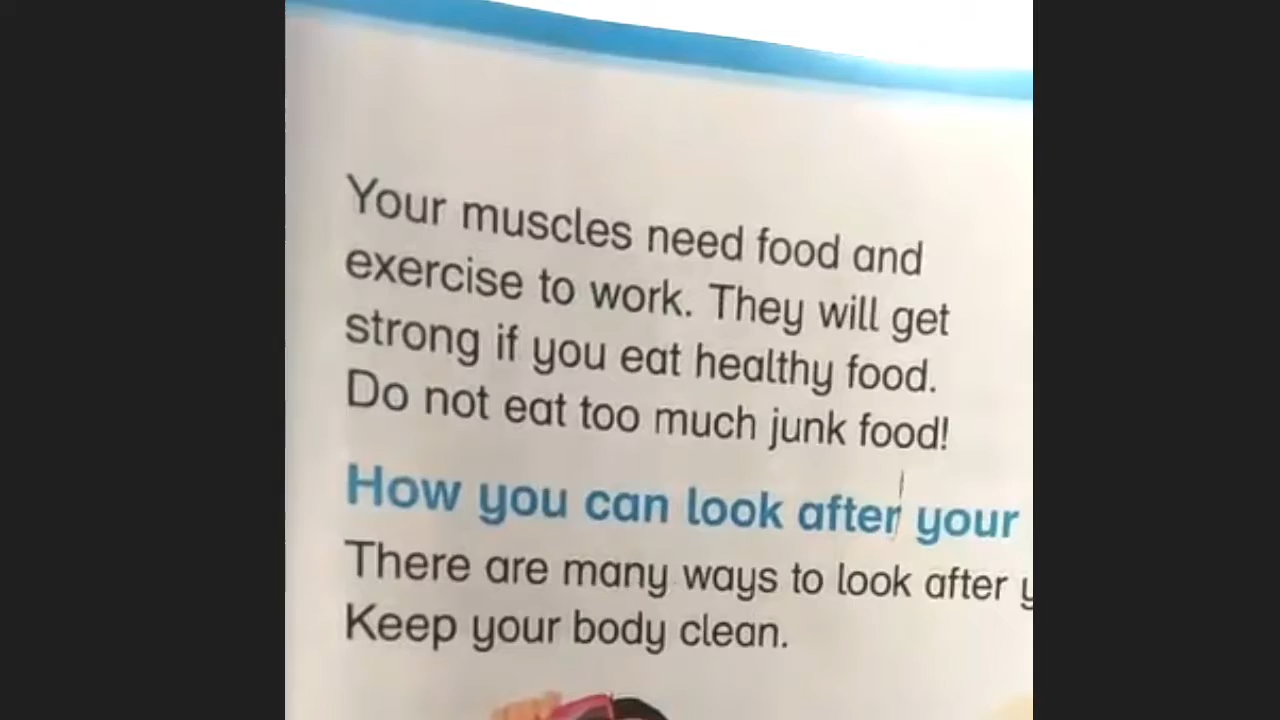 Your muscles need food and
exercise to work. They will get
strong if you eat healthy food.
Do not eat too much junk food!
How you can look after your
There are many ways to look after
Keep your body clean.